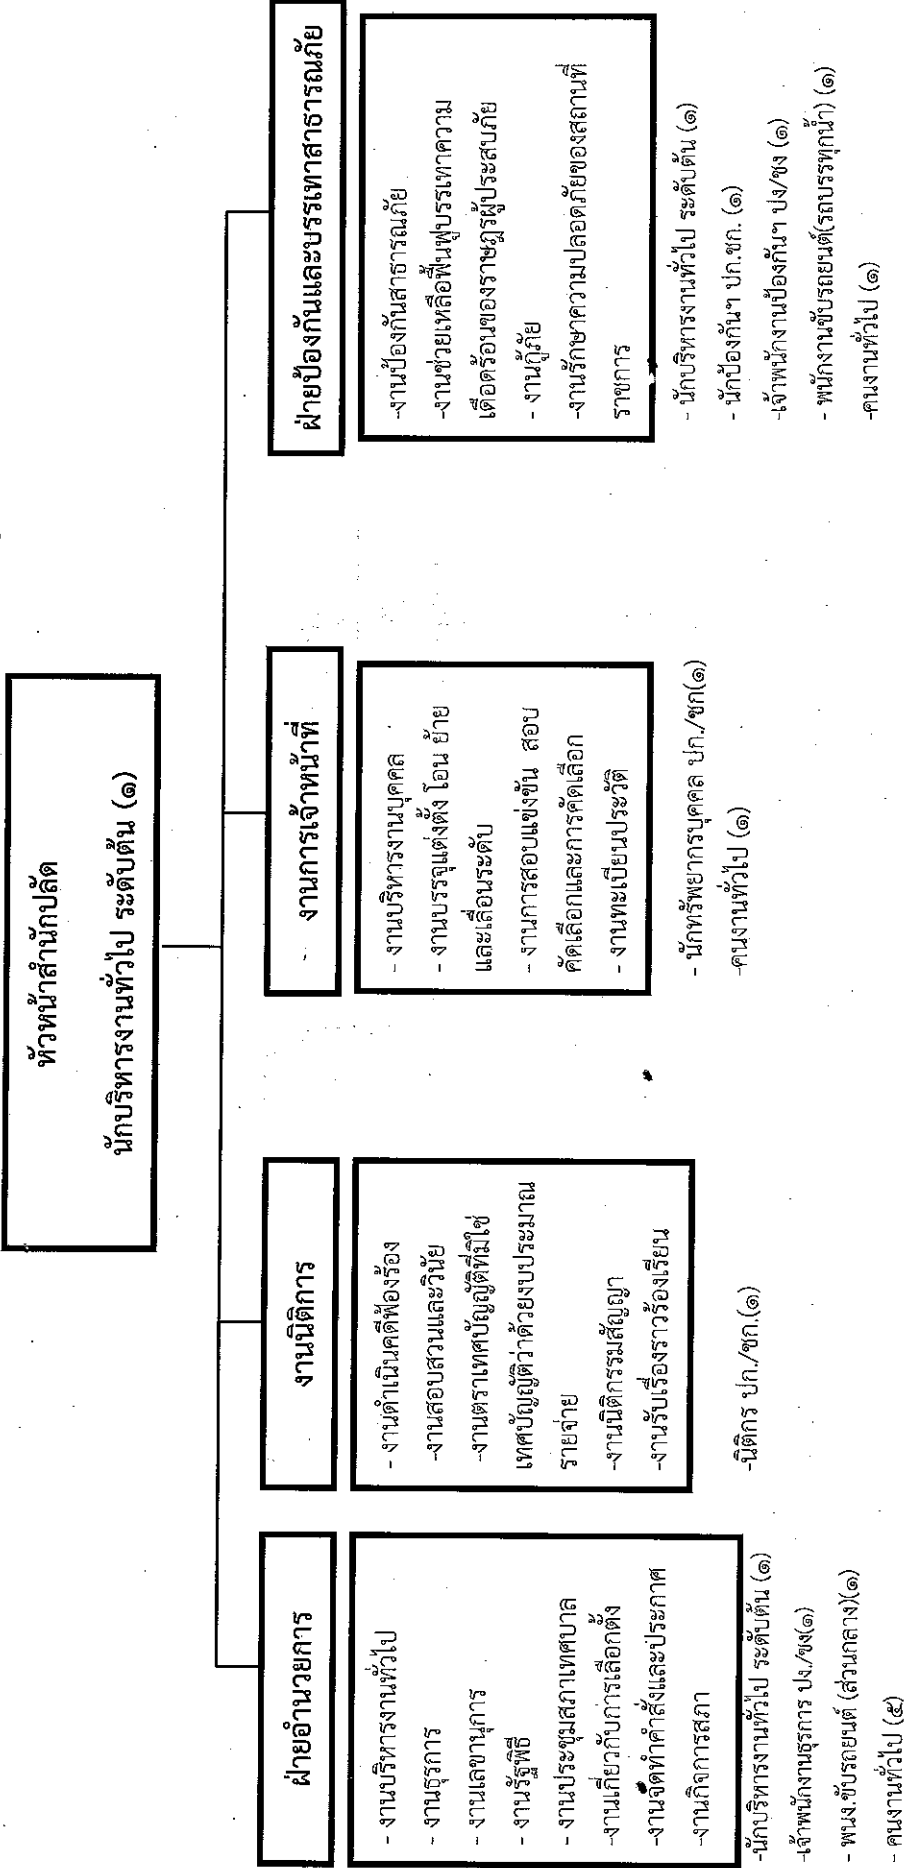 หัวหน้าสำนักปลัด
นักบริหารงานทั่วไป ระดับต้น (๑)
ฝ่ายอำนวยการ
- งานบริหารงานทั่วไป
- งานธุรการ
- งานเลขานุการ
- งานรัฐพิธี
- งานประชุมสภาเทศบาล
-งานเกี่ยวกับการเลือกตั้ง
-งานจัดทำคำสั่งและประกาศ
-งานกิจการสภา
-นักบริหารงานทั่วไป ระดับต้น (๑)
-เจ้าพนักงานธุรการ ปง./ชง(๑)
- พนง.ขับรถยนต์ (ส่วนกลาง)(๑)
- คนงานทั่วไป (๕)
งานนิติการ
- งานดำเนินคดีฟ้องร้อง
-งานสอบสวนและวินัย
-งานตราเทศบัญญัติที่มิใช่
เทศบัญญัติว่าด้วยงบประมาณ
รายจ่าย
-งานนิติกรรมสัญญา
-งานรับเรื่องราวร้องเรียน
-นิติกร ปก./ชก.(๑)
งานการเจ้าหน้าที่
- งานบริหารงานบุคคล
- งานบรรจุแต่งตั้ง โอน ย้าย
และเลื่อนระดับ
- งานการสอบแข่งขัน สอบ
คัดเลือกและการคัดเลือก
- งานทะเบียนประวัติ
- นักทรัพยากรบุคคล ปก./ชก(๑)
-คนงานทั่วไป (๑)
ฝ่ายป้องกันและบรรเทาสาธารณภัย
-งานป้องกันสาธารณภัย
-งานช่วยเหลือฟื้นฟูบรรเทาความ
เดือดร้อนของราษฎรผู้ประสบภัย
- งานกู้ภัย
-งานรักษาความปลอดภัยของสถานที่
ราชการ
- นักบริหารงานทั่วไป ระดับต้น (๑)
- นักป้องกันฯ ปก.ชก. (๑)
-เจ้าพนักงานป้องกันฯ ปง/ชง (๑)
- พนักงานขับรถยนต์(รถบรรทุกน้ำ) (๑)
-คนงานทั่วไป (๑)